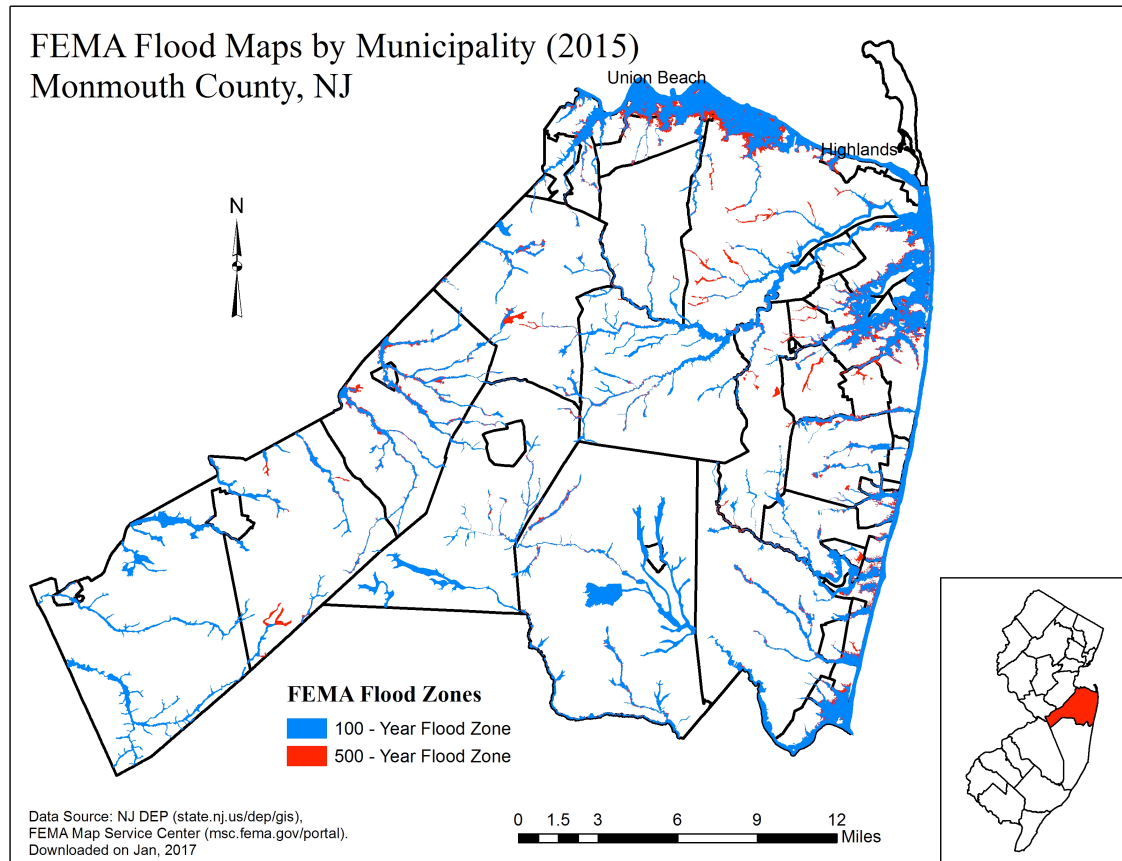 FEMA Flood Maps by Municipality (2015)
Monmouth County, NJ
Union Beach
Highlands
N
FEMA Flood Zones
100 - Year Flood Zone
500 - Year Flood Zone
Data Source: NJ DEP (state.nj.us/dep/gis),
FEMA Map Service Center (msc.fema.gov/portal).
Downloaded on Jan, 2017
0 1.5 3 6 9 12
Miles